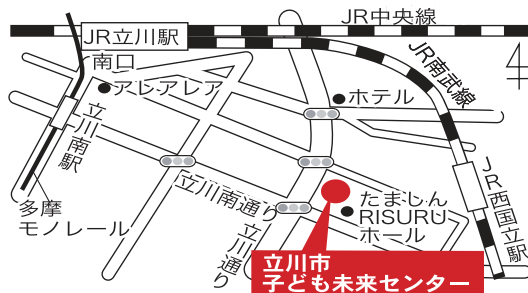 JR中央線
JR立川駅
南口
アレアレア
ホテル
JR南武線
立川南駅
多摩
モノレール
立川南通り
立川通り
たましん
RISURU
ホール
JR西国立駅
立川市
子ども未来センター